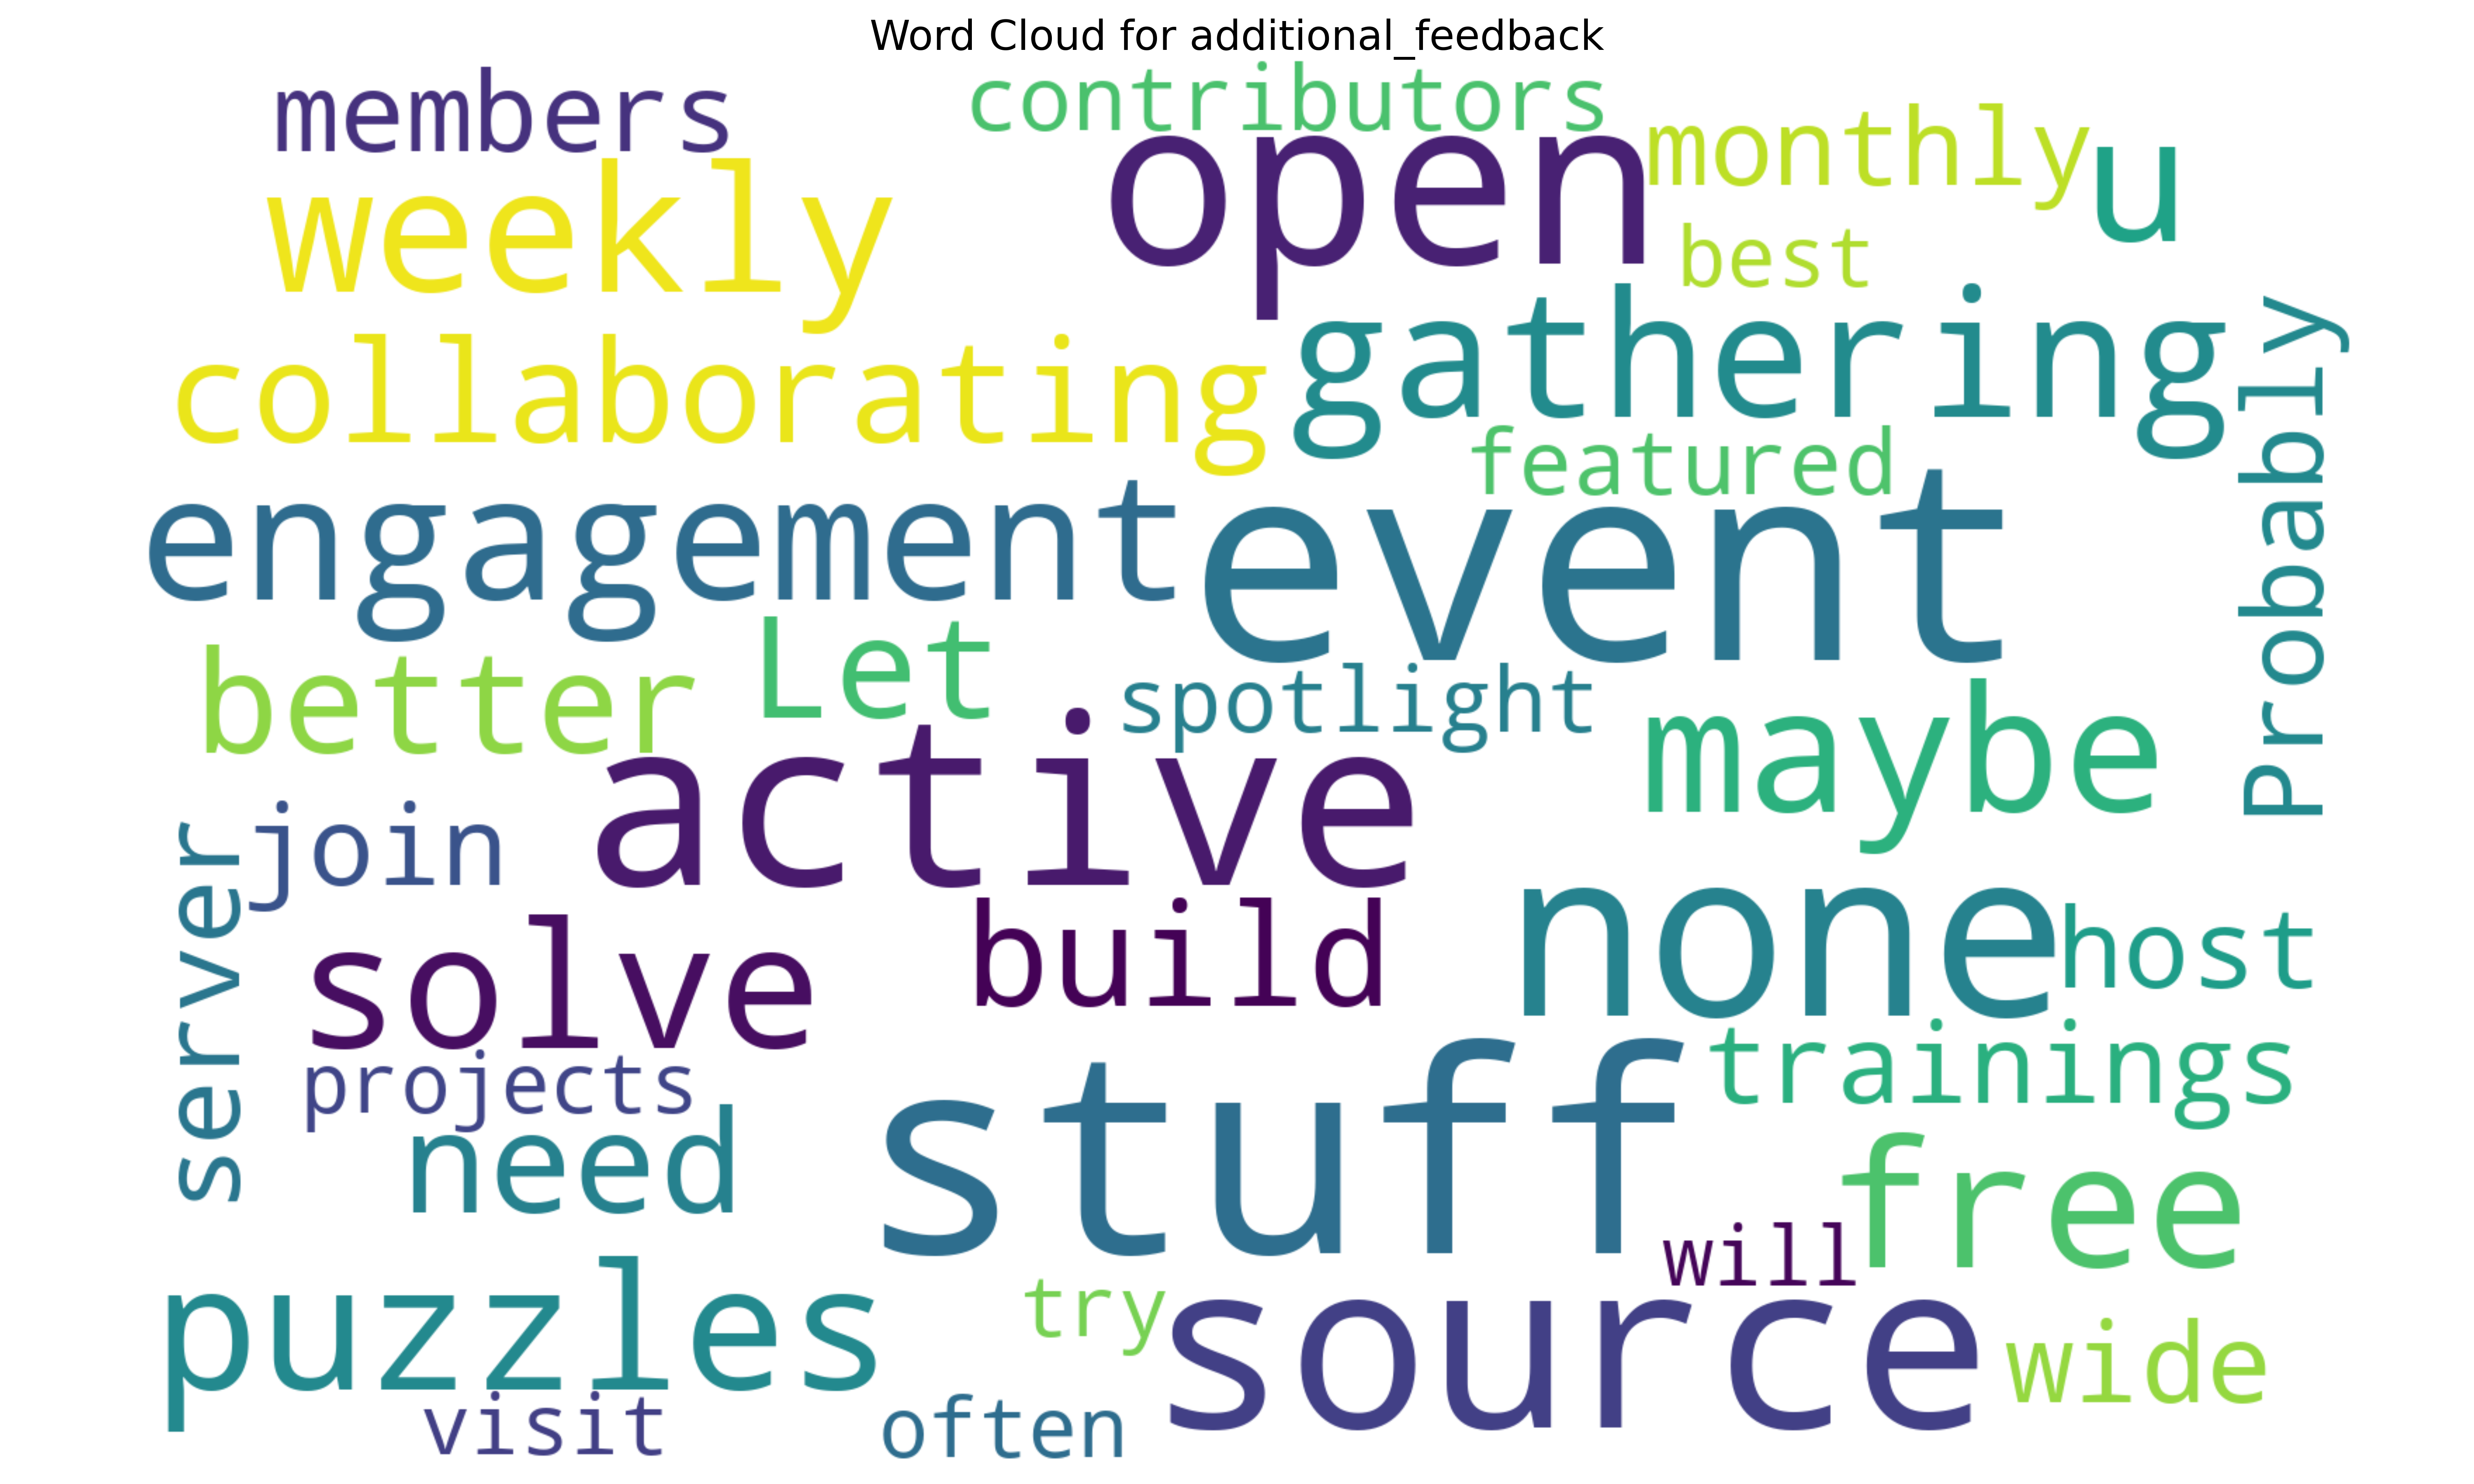 Word Cloud for additional_feedback
contributors
members
monthly
open
u
weekly
best
gathering
collaborating
featured
Probably
engagement
event
Let
better
spotlight
maybe
active
join
server
build
none
host
solve
projects
stuff
trainings
need
free
will
puzzles
try
source
wide
visit
often